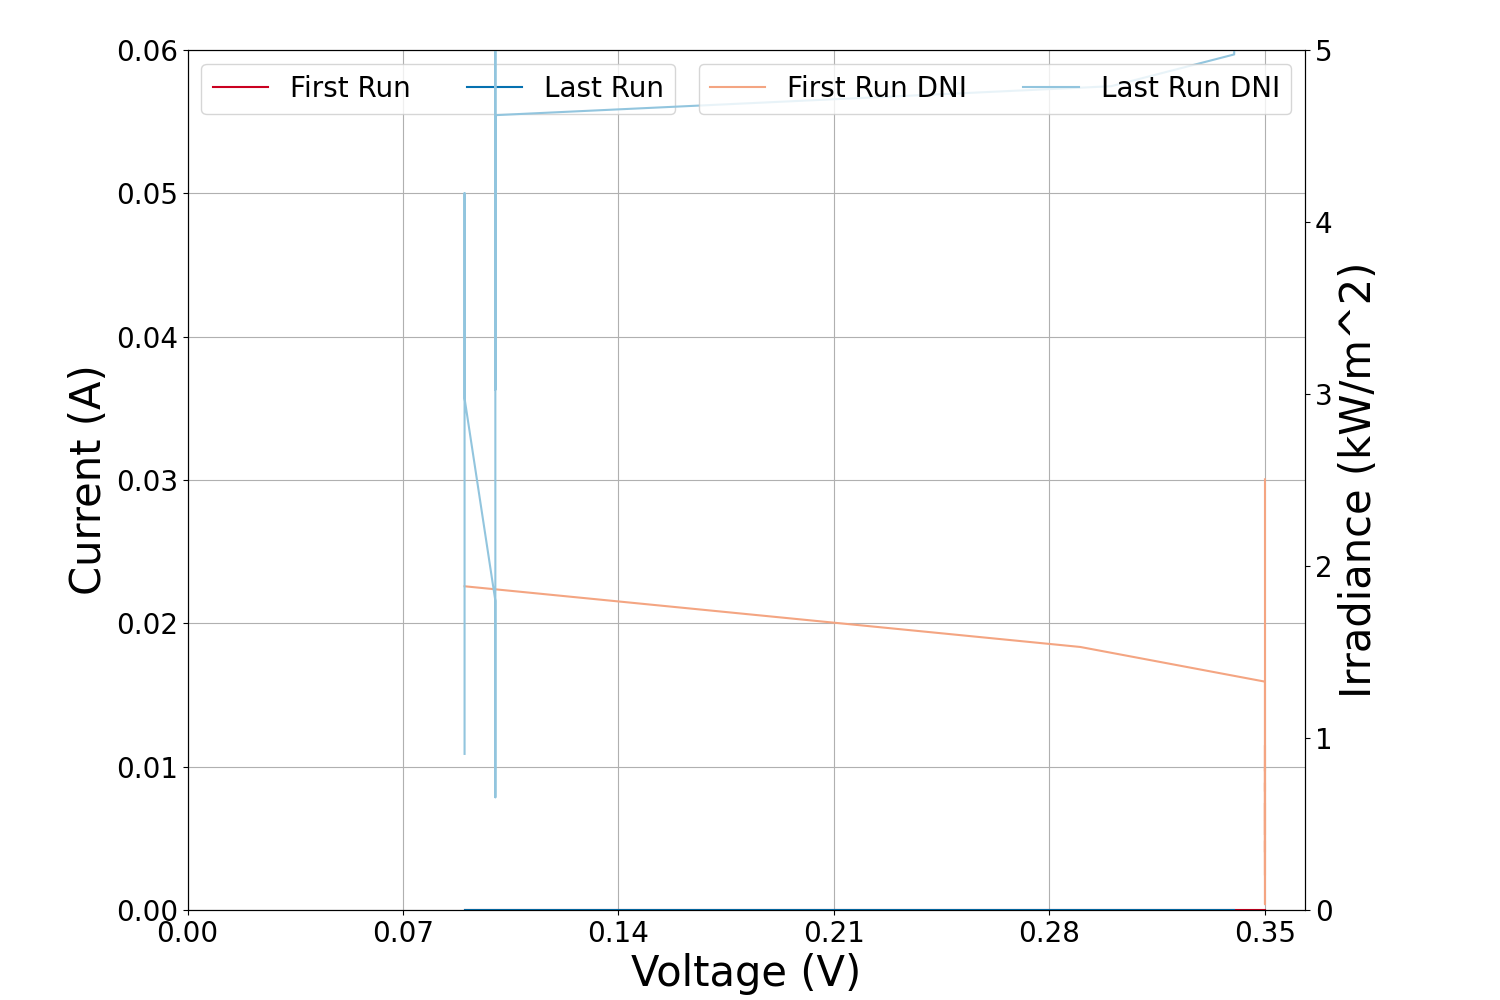 First Run
Last Run
First Run DNI
Last Run DNI
0.06
0.05
0.04
0.03
0.02
0.01
0.00
Current (A)
5
4
3
2
1
0
Irradiance (kW/m^2)
0.00
0.07
0.14
0.21
0.28
0.35
Voltage (V)